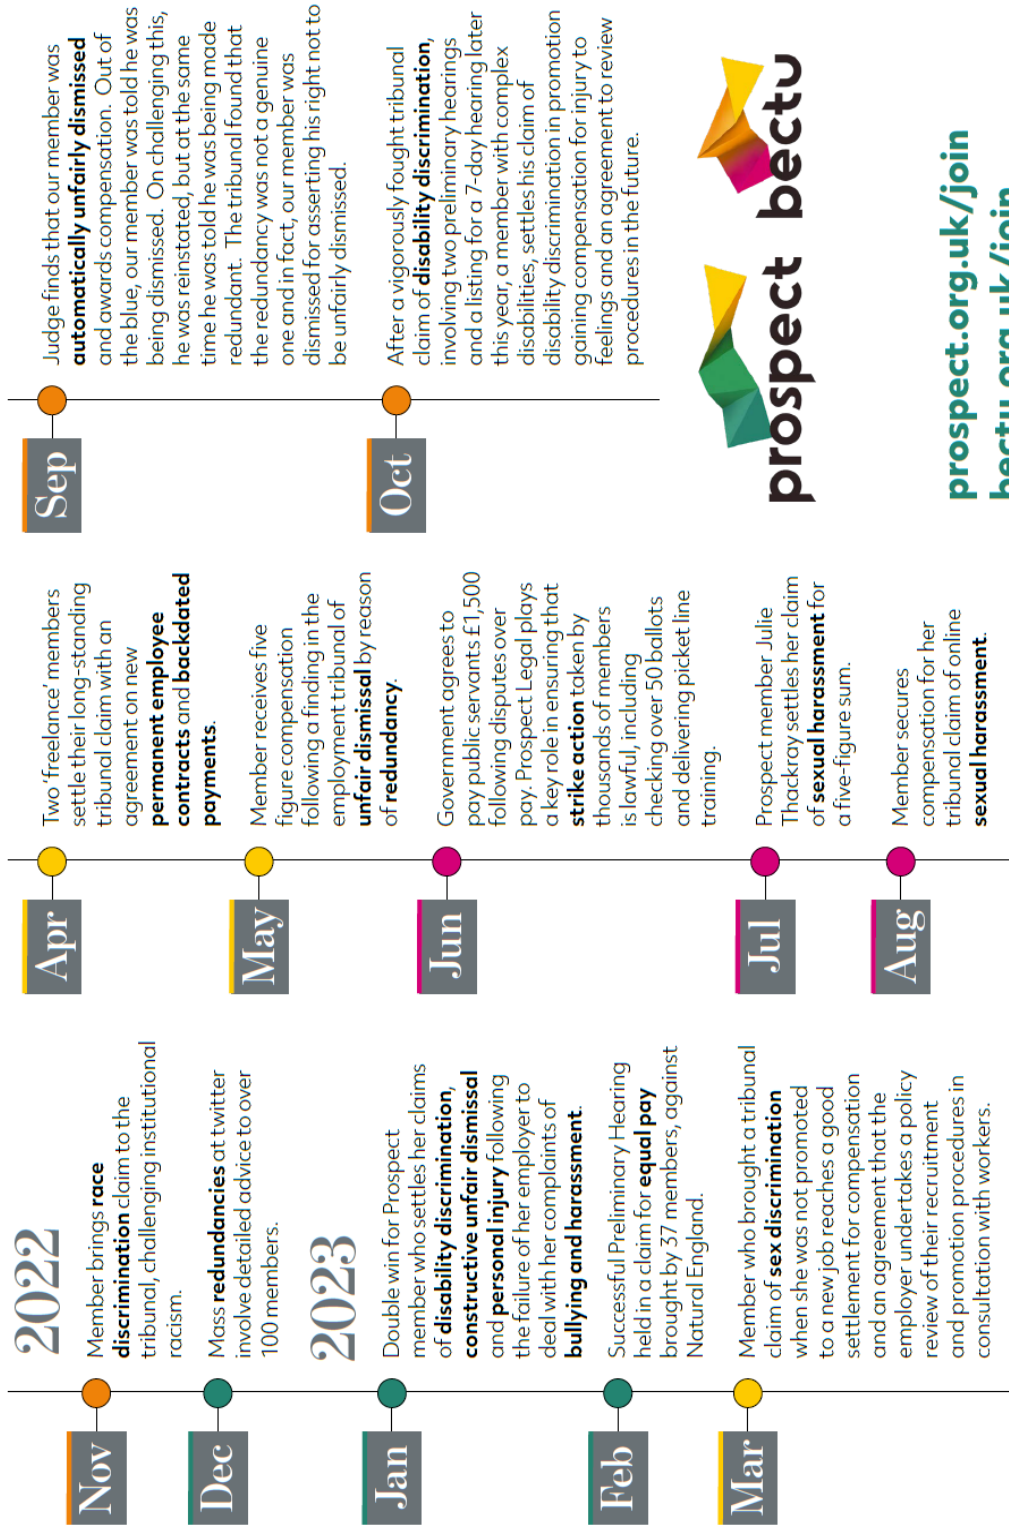 2022
Nov
Member brings race
discrimination claim to the
tribunal, challenging institutional
racism.
Dec
Mass redundancies at twitter
involve detailed advice to over
100 members.
2023
Jan
Double win for Prospect
member who settles her claims
of disability discrimination,
constructive unfair dismissal
and personal injury following
the failure of her employer to
deal with her complaints of
bullying and harassment.
Feb
Successful Preliminary Hearing
held in a claim for equal pay
brought by 37 members, against
Natural England.
Mar
Member who brought a tribunal
claim of sex discrimination
when she was not promoted
to a new job reaches a good
settlement for compensation
and an agreement that the
employer undertakes a policy
review of their recruitment
and promotion procedures in
consultation with workers.
Apr
Two ‘freelance’ members
settle their long-standing
tribunal claim with an
agreement on new
permanent employee
contracts and backdated
payments.
May
Member receives five
figure compensation
following a finding in the
employment tribunal of
unfair dismissal by reason
of redundancy.
Jun
Government agrees to
pay public servants £1,500
following disputes over
pay. Prospect Legal plays
a key role in ensuring that
strike action taken by
thousands of members
is lawful, including
checking over 50 ballots
and delivering picket line
training.
Jul
Prospect member Julie
Thackray settles her claim
of sexual harassment for
a five-figure sum.
Aug
Member secures
compensation for her
tribunal claim of online
sexual harassment.
Sep
Judge finds that our member was
automatically unfairly dismissed
and awards compensation. Out of
the blue, our member was told he was
being dismissed. On challenging this,
he was reinstated, but at the same
time he was told he was being made
redundant. The tribunal found that
the redundancy was not a genuine
one and in fact, our member was
dismissed for asserting his right not to
be unfairly dismissed.
Oct
After a vigorously fought tribunal
claim of disability discrimination,
involving two preliminary hearings
and a listing for a 7-day hearing later
this year, a member with complex
disabilities, settles his claim of
disability discrimination in promotion
gaining compensation for injury to
feelings and an agreement to review
procedures in the future.
prospect bectu
prospect.org.uk/join
bectu.org.uk/join